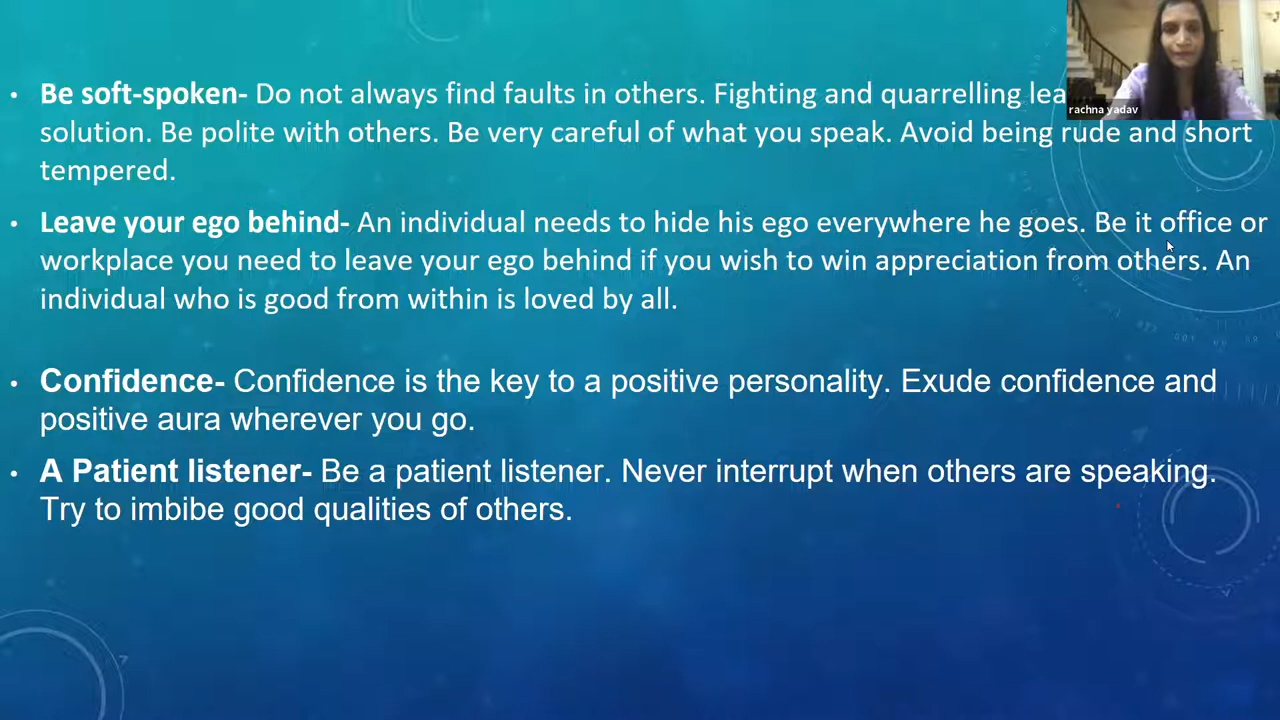 • Be soft-spoken- Do not always find faults in others. Fighting and quarrelling lea
rachna yadav
solution. Be polite with others. Be very careful of what you speak. Avoid being rude and short
tempered.
• Leave your ego behind- An individual needs to hide his ego everywhere he goes. Be it office or
workplace you need to leave your ego behind if you wish to win appreciation from others. An
individual who is good from within is loved by all.
• Confidence- Confidence is the key to a positive personality. Exude confidence and
positive aura wherever you go.
• A Patient listener- Be a patient listener. Never interrupt when others are speaking.
Try to imbibe good qualities of others.